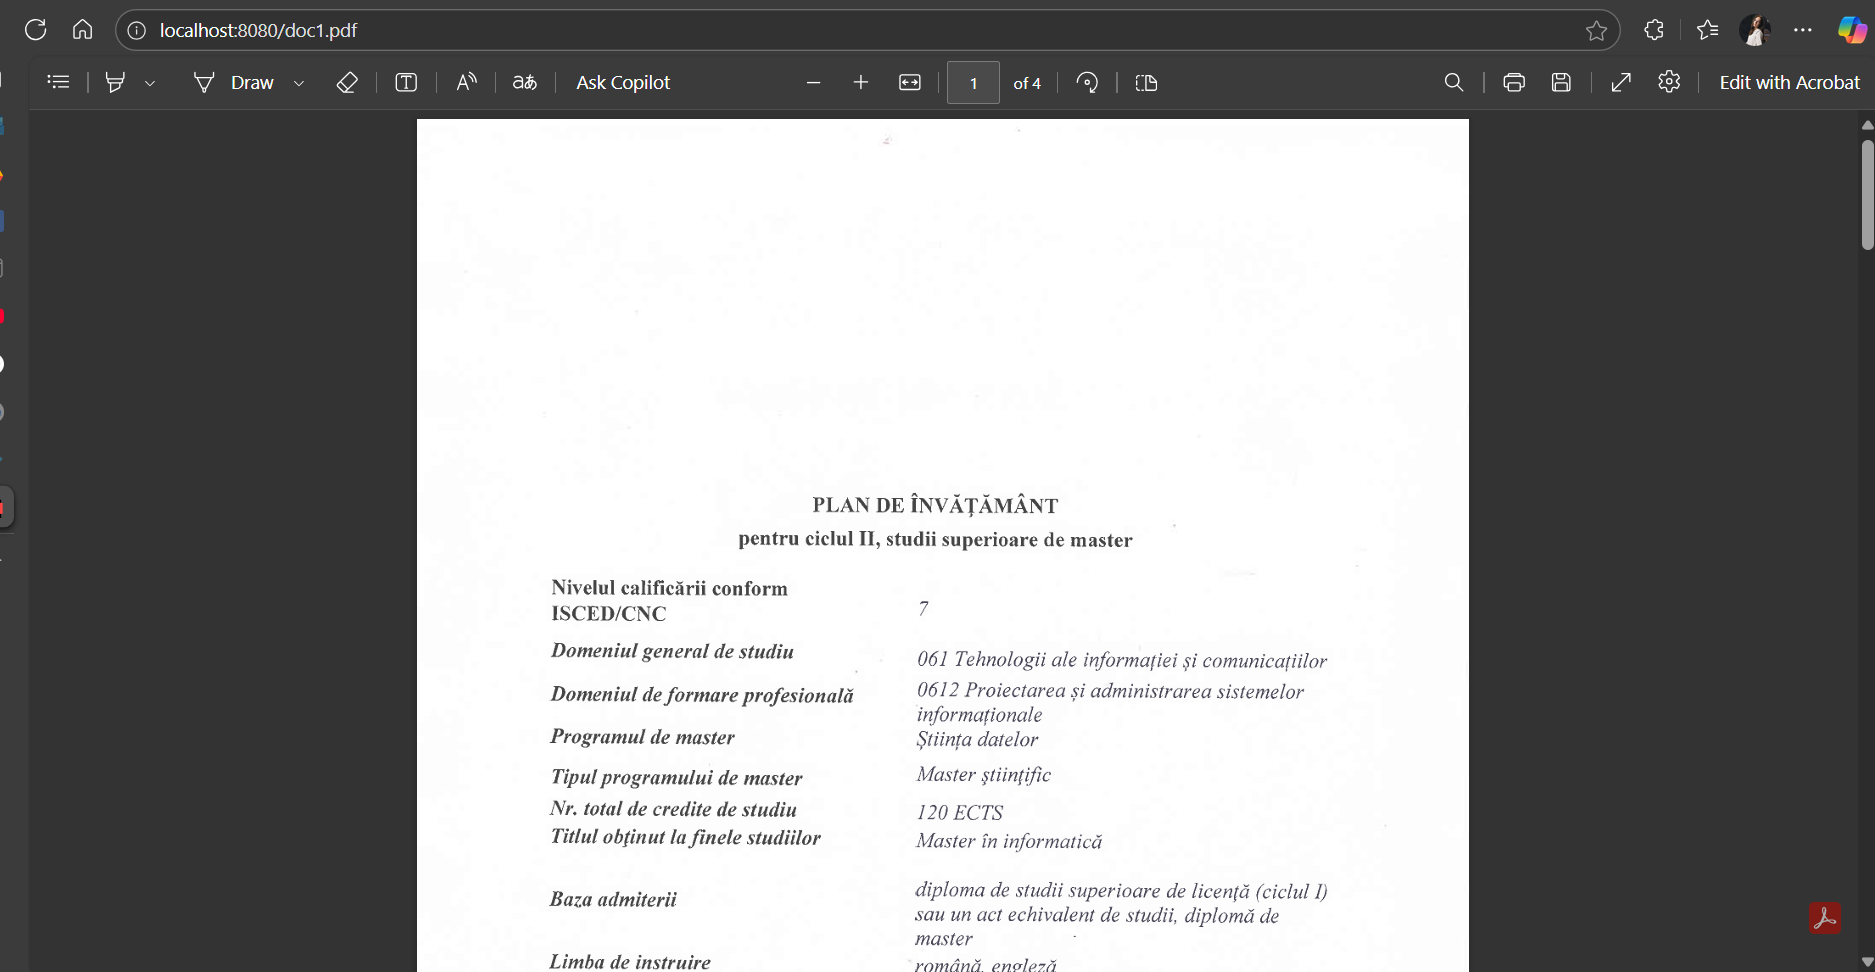 localhost:8080/doc1.pdf
Draw
Ask Copilot
1 of 4
Edit with Acrobat
PLAN DE ÎNVĂŢĂMÂNT
pentru ciclul II, studii superioare de master
Nivelul calificării conform
ISCED/CNC
7
Domeniul general de studiu
061 Tehnologii ale informației și comunicațiilor
Domeniul de formare profesională
0612 Proiectarea și administrarea sistemelor
informaționale
Programul de master
Știința datelor
Tipul programului de master
Master ştiinţific
Nr. total de credite de studiu
120 ECTS
Titlul obţinut la finele studiilor
Master în informatică
Baza admiterii
diploma de studii superioare de licenţă (ciclul I)
sau un act echivalent de studii, diplomă de
master
Limba de instruire
română, engleză